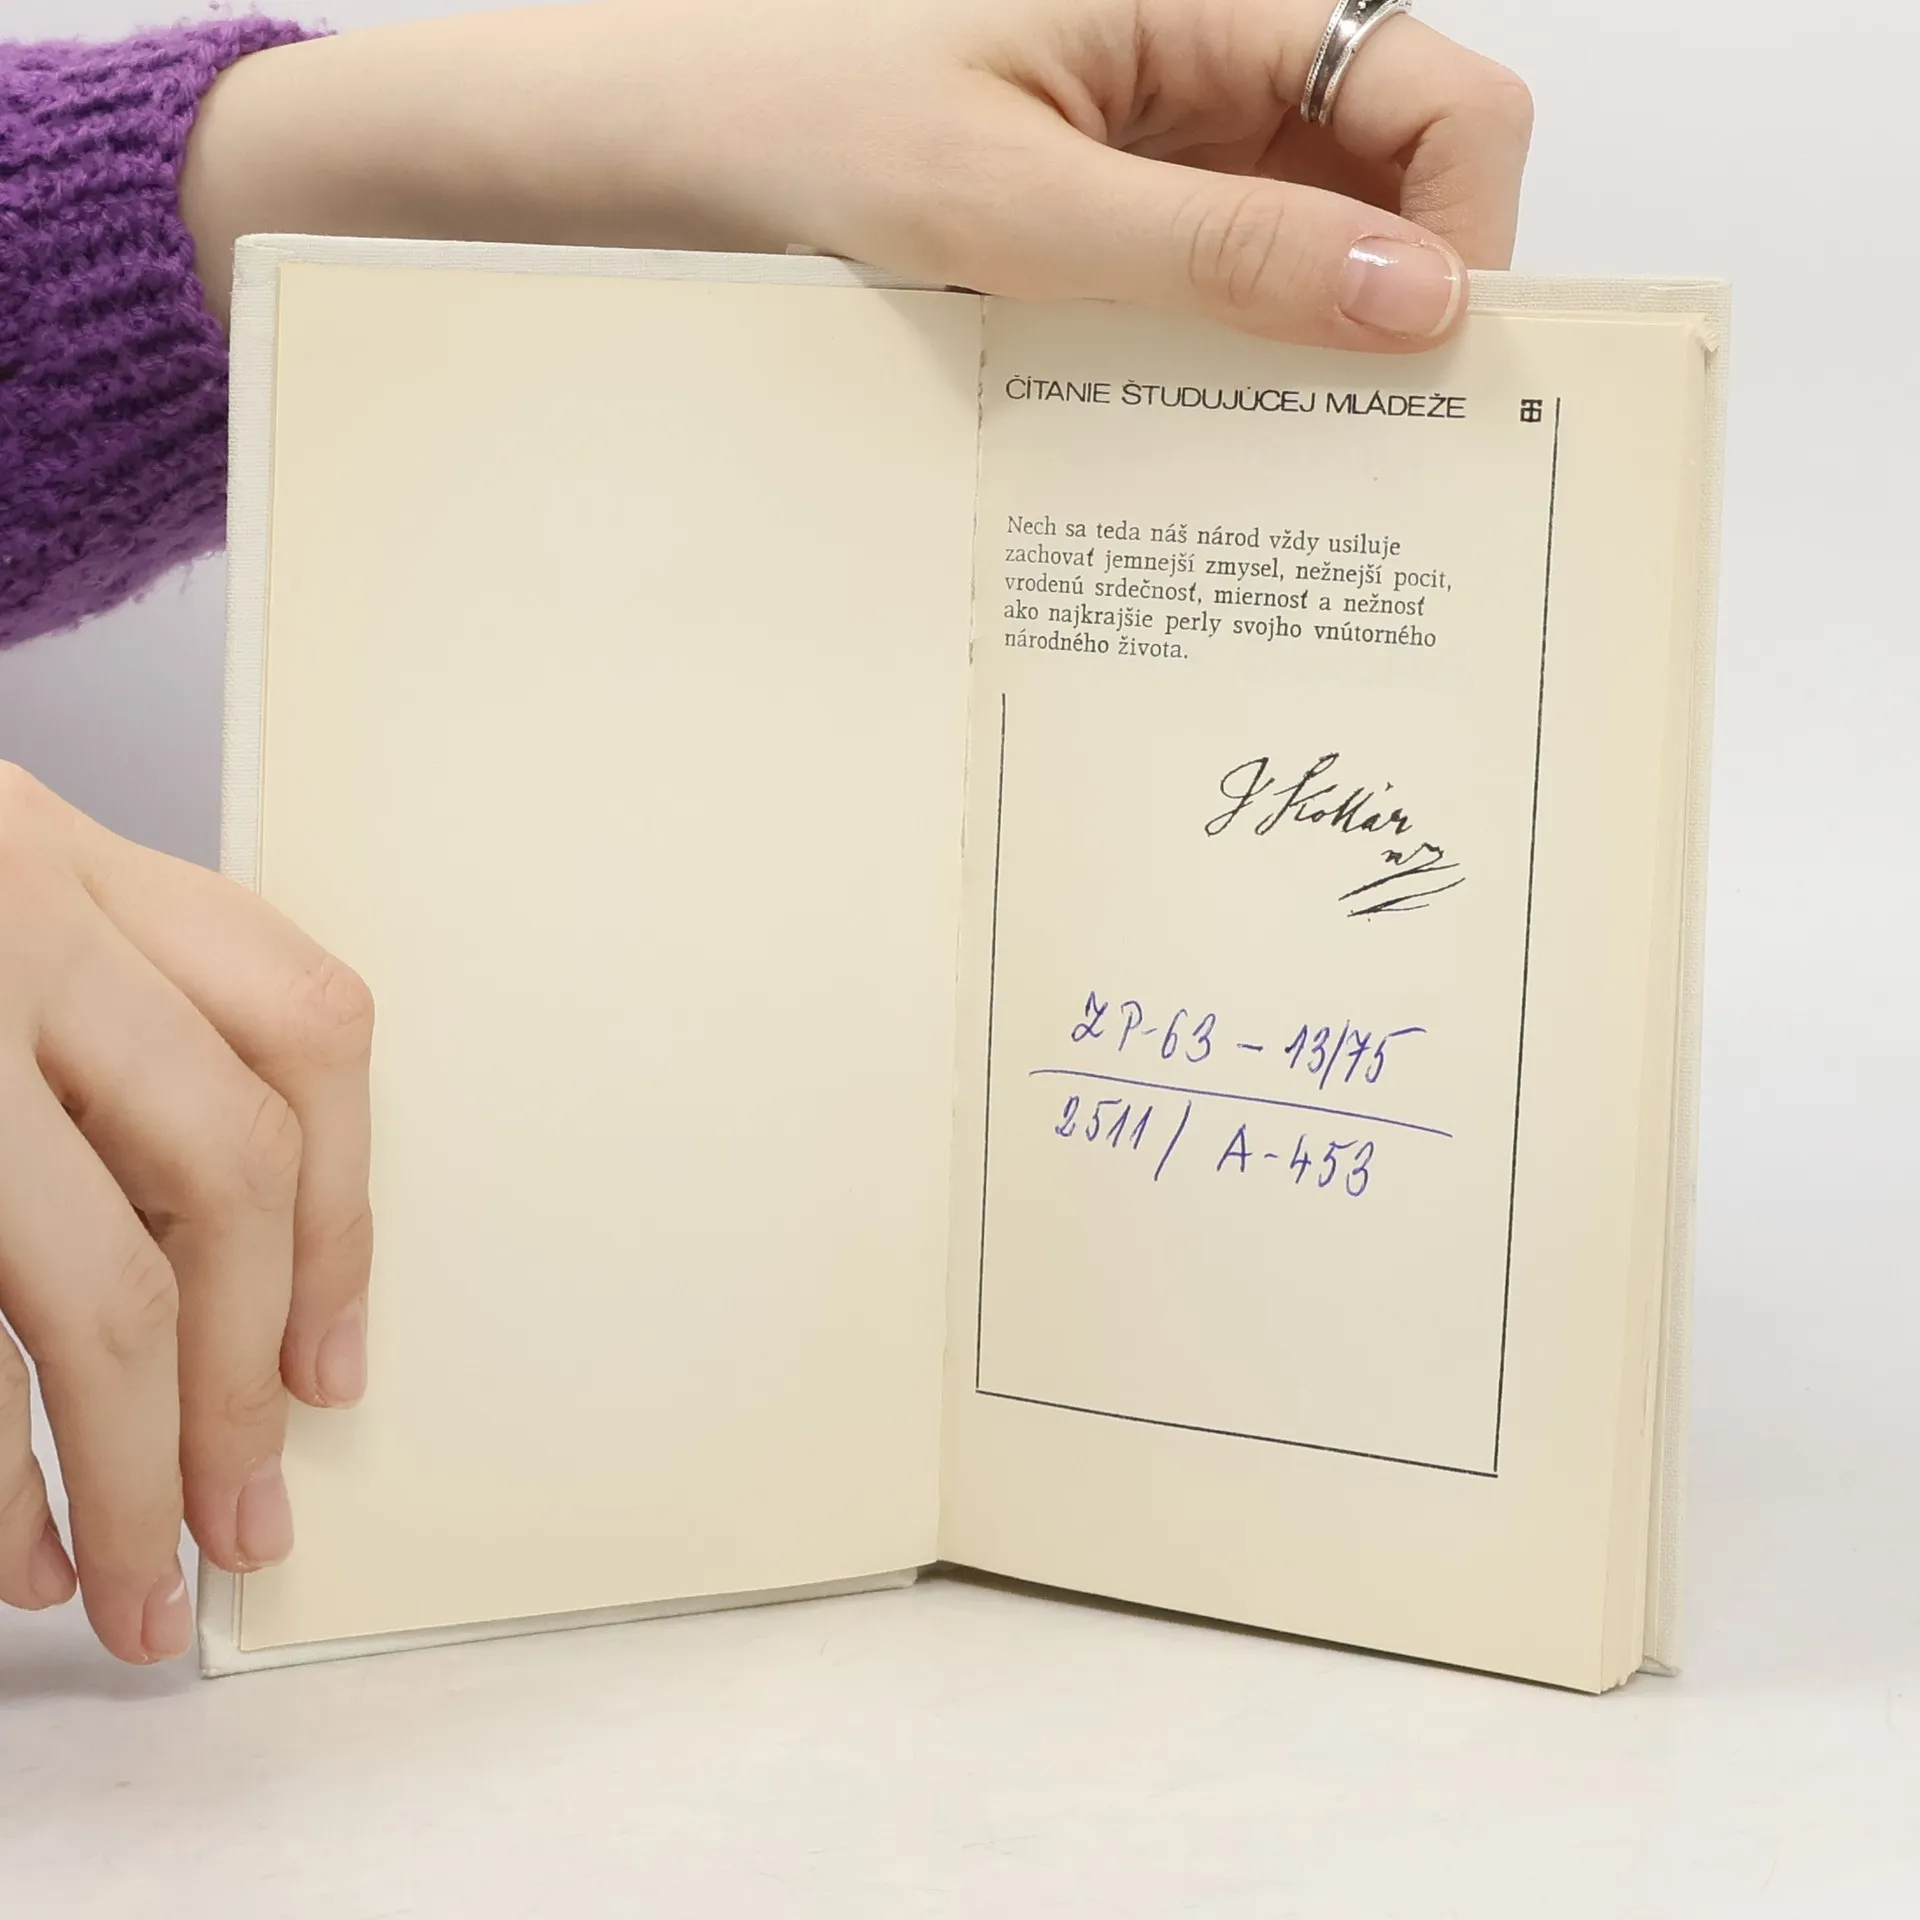 ČÍTANIE ŠTUDUJÚCEJ MLÁDEŽE
Nech sa teda náš národ vždy usiluje
zachovať jemnejší zmysel, nežnejší pocit,
vrodenú srdečnosť, miernosť a nežnosť
ako najkrajšie perly svojho vnútorného
národného života.
J Kollár
ZP-63 - 13/75
2511 / A-453